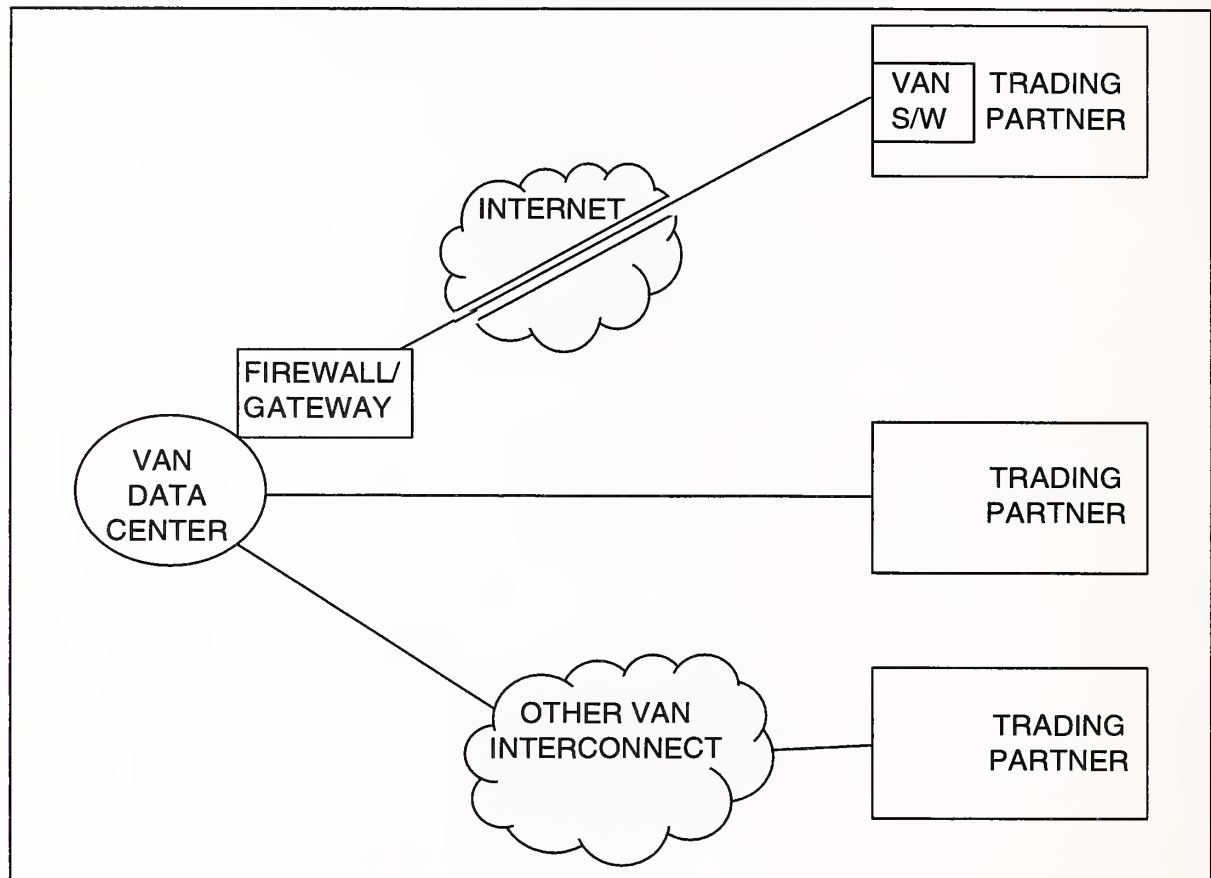 VAN
S/W
TRADING
PARTNER
INTERNET
FIREWALL/
GATEWAY
VAN
DATA
CENTER
TRADING
PARTNER
OTHER VAN
INTERCONNECT
TRADING
PARTNER